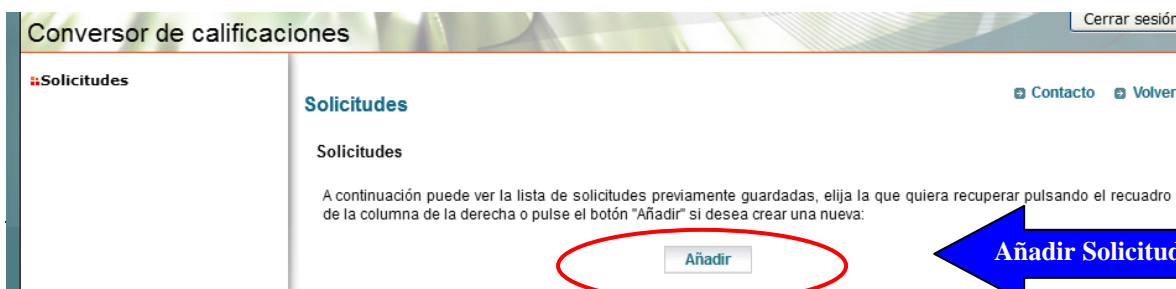 Conversor de calificaciones
Cerrar sesión
Solicitudes
Contacto Volver
Solicitudes
Solicitudes
A continuación puede ver la lista de solicitudes previamente guardadas, elija la que quiera recuperar pulsando el recuadro
de la columna de la derecha o pulse el botón "Añadir" si desea crear una nueva:
Añadir
Añadir Solicitud